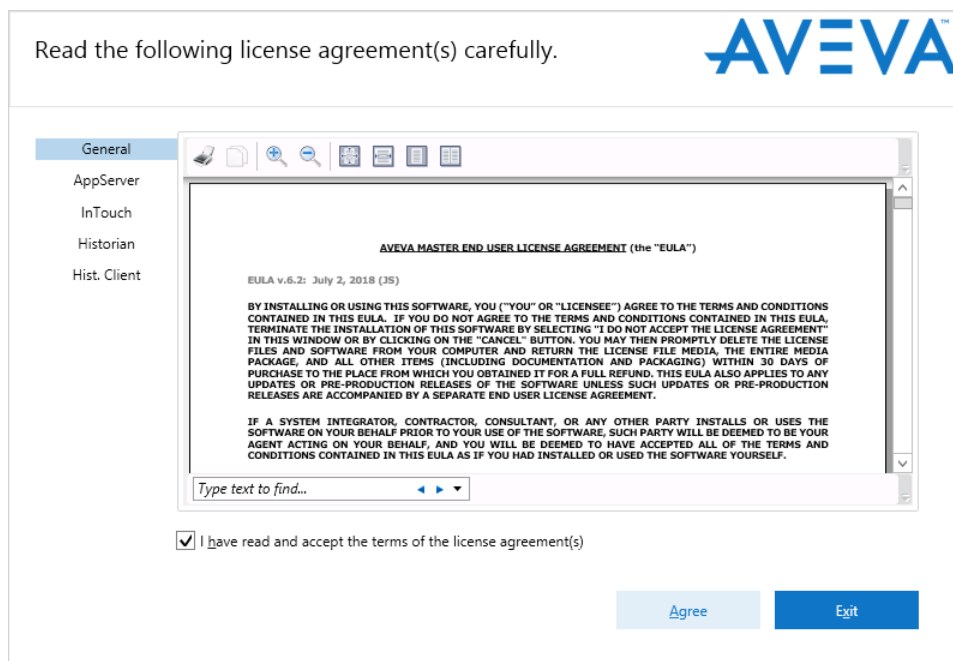 Read the following license agreement(s) carefully.
AVEVA™
General
AppServer
InTouch
Historian
Hist. Client
AVEVA MASTER END USER LICENSE AGREEMENT (the “EULA”)
EULA v.6.2:  July 2, 2018 (JS)
BY INSTALLING OR USING THIS SOFTWARE, YOU (“YOU” OR “LICENSEE”) AGREE TO THE TERMS AND CONDITIONS
CONTAINED IN THIS EULA.  IF YOU DO NOT AGREE TO THE TERMS AND CONDITIONS CONTAINED IN THIS EULA,
TERMINATE THE INSTALLATION OF THIS SOFTWARE BY SELECTING "I DO NOT ACCEPT THE LICENSE AGREEMENT"
IN THIS WINDOW OR BY CLICKING ON THE "CANCEL" BUTTON. YOU MAY THEN PROMPTLY DELETE THE LICENSE
FILES AND SOFTWARE FROM YOUR COMPUTER AND RETURN THE LICENSE FILE MEDIA, THE ENTIRE MEDIA
PACKAGE, AND ALL OTHER ITEMS (INCLUDING DOCUMENTATION AND PACKAGING) WITHIN 30 DAYS OF
PURCHASE TO THE PLACE FROM WHICH YOU OBTAINED IT FOR A FULL REFUND. THIS EULA ALSO APPLIES TO ANY
UPDATES OR PRE-PRODUCTION RELEASES OF THE SOFTWARE UNLESS SUCH UPDATES OR PRE-PRODUCTION
RELEASES ARE ACCOMPANIED BY A SEPARATE END USER LICENSE AGREEMENT.
IF A SYSTEM INTEGRATOR, CONTRACTOR, CONSULTANT, OR ANY OTHER PARTY INSTALLS OR USES THE
SOFTWARE ON YOUR BEHALF PRIOR TO YOUR USE OF THE SOFTWARE, SUCH PARTY WILL BE DEEMED TO BE YOUR
AGENT ACTING ON YOUR BEHALF, AND YOU WILL BE DEEMED TO HAVE ACCEPTED ALL OF THE TERMS AND
CONDITIONS CONTAINED IN THIS EULA AS IF YOU HAD INSTALLED OR USED THE SOFTWARE YOURSELF.
Type text to find...
I have read and accept the terms of the license agreement(s)
Agree
Exit